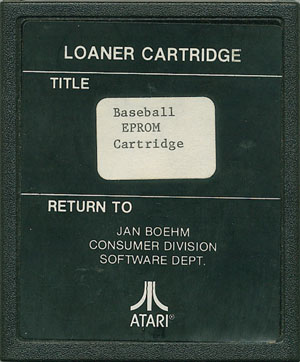 LOANER CARTRIDGE
TITLE
Baseball
EPROM
Cartridge
RETURN TO
JAN BOEHM
CONSUMER DIVISION
SOFTWARE DEPT.
ATARI®